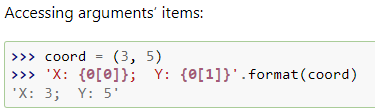 Accessing arguments’ items:
>>> coord = (3, 5)
>>> 'X: {0[0]};  Y: {0[1]}'.format(coord)
'X: 3;  Y: 5'